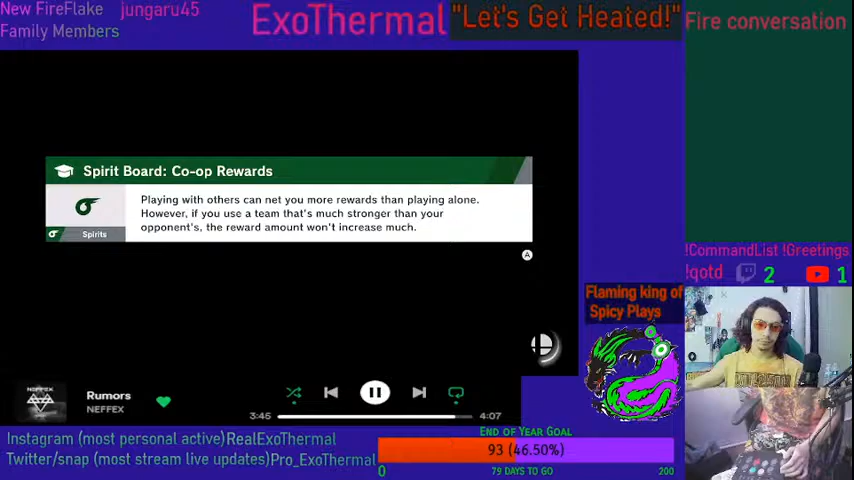 New FireFlake jungaru45
Family Members
ExoThermal
"Let's Get Heated!"
Fire conversation
Spirit Board: Co-op Rewards
Playing with others can net you more rewards than playing alone.
However, if you use a team that's much stronger than your
opponent's, the reward amount won't increase much.
Spirits
A
!CommandList !Greetings
!qotd
2
1
Flaming king of
Spicy Plays
NEFFEX
Rumors
NEFFEX
3:45
4:07
Instagram (most personal active)RealExoThermal
Twitter/snap (most stream live updates)Pro_ExoThermal
End of Year Goal
93 (46.50%)
0
79 DAYS TO GO
200